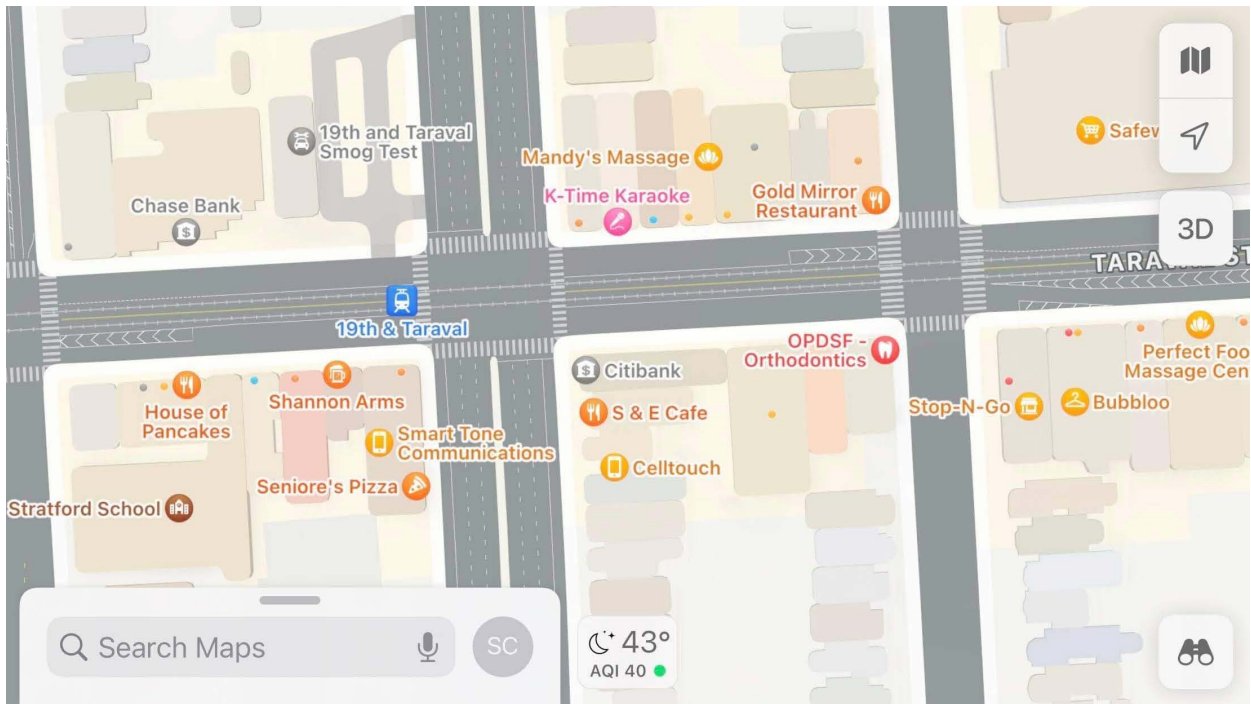 19th and Taraval
Smog Test
Chase Bank
Mandy's Massage
K-Time Karaoke
Gold Mirror
Restaurant
3D
19th & Taraval
OPDSF -
Orthodontics
House of
Pancakes
Shannon Arms
Citibank
Perfect
Massage
S & E Cafe
Stop-N-Go
Bubbloo
Smart Tone
Communications
Celltouch
Seniore's Pizza
Stratford School
Search Maps
SC
43°
AQI 40